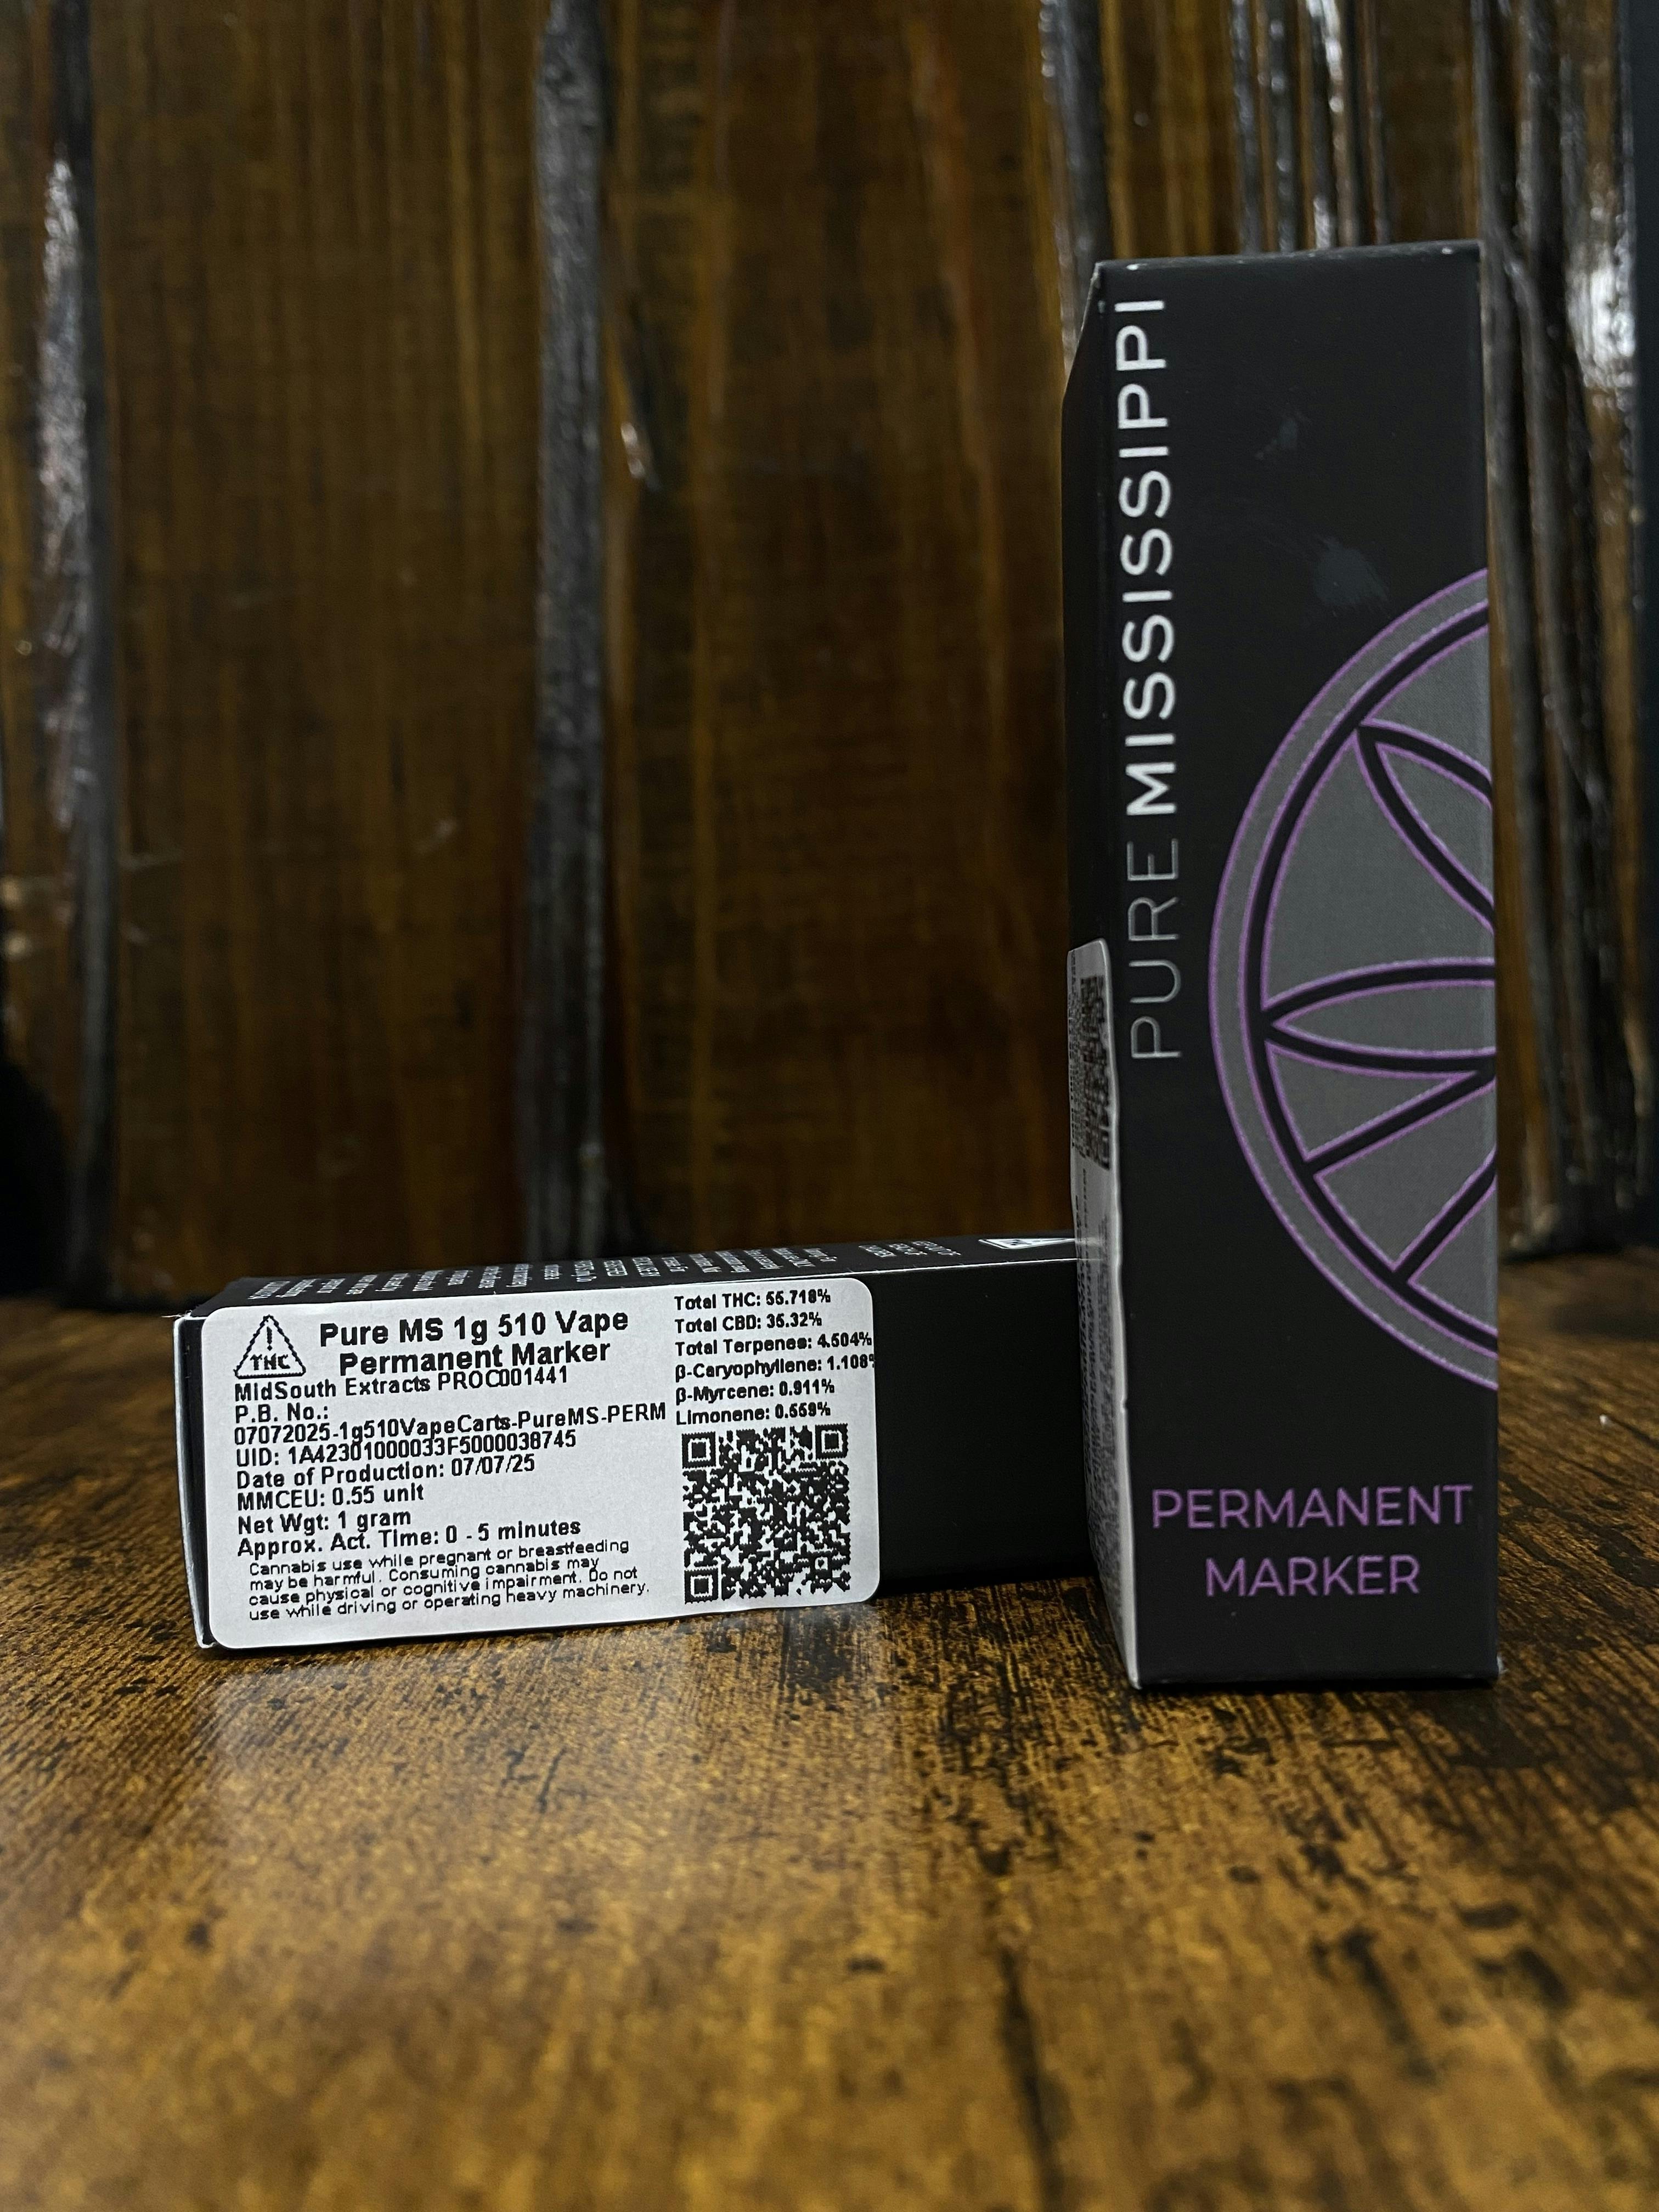 PURE MISSISSIPPI
PERMANENT
MARKER
THC
Pure MS 1g 510 Vape
Permanent Marker
MidSouth Extracts PROC001441
P.B. No.:
07072025-1g510VapeCarts-PureMS-PERM
UID: 1A42301000033F5000038745
Date of Production: 07/07/25
MMCEU: 0.55 unit
Net Wgt: 1 gram
Approx. Act. Time: 0 - 5 minutes
Cannabis use while pregnant or breastfeeding
may be harmful. Consuming cannabis may
cause physical or cognitive impairment. Do not
use while driving or operating heavy machinery.
Total THC: 55.718%
Total CBD: 35.32%
Total Terpenes: 4.504%
β-Caryophyllene: 1.108%
β-Myrcene: 0.911%
Limonene: 0.559%